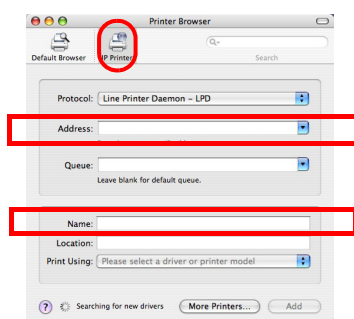 Printer Browser
Default Browser
IP Printer
Search
Protocol: Line Printer Daemon – LPD
Address:
Queue:
Leave blank for default queue.
Name:
Location:
Print Using: Please select a driver or printer model
? Searching for new drivers More Printers... Add